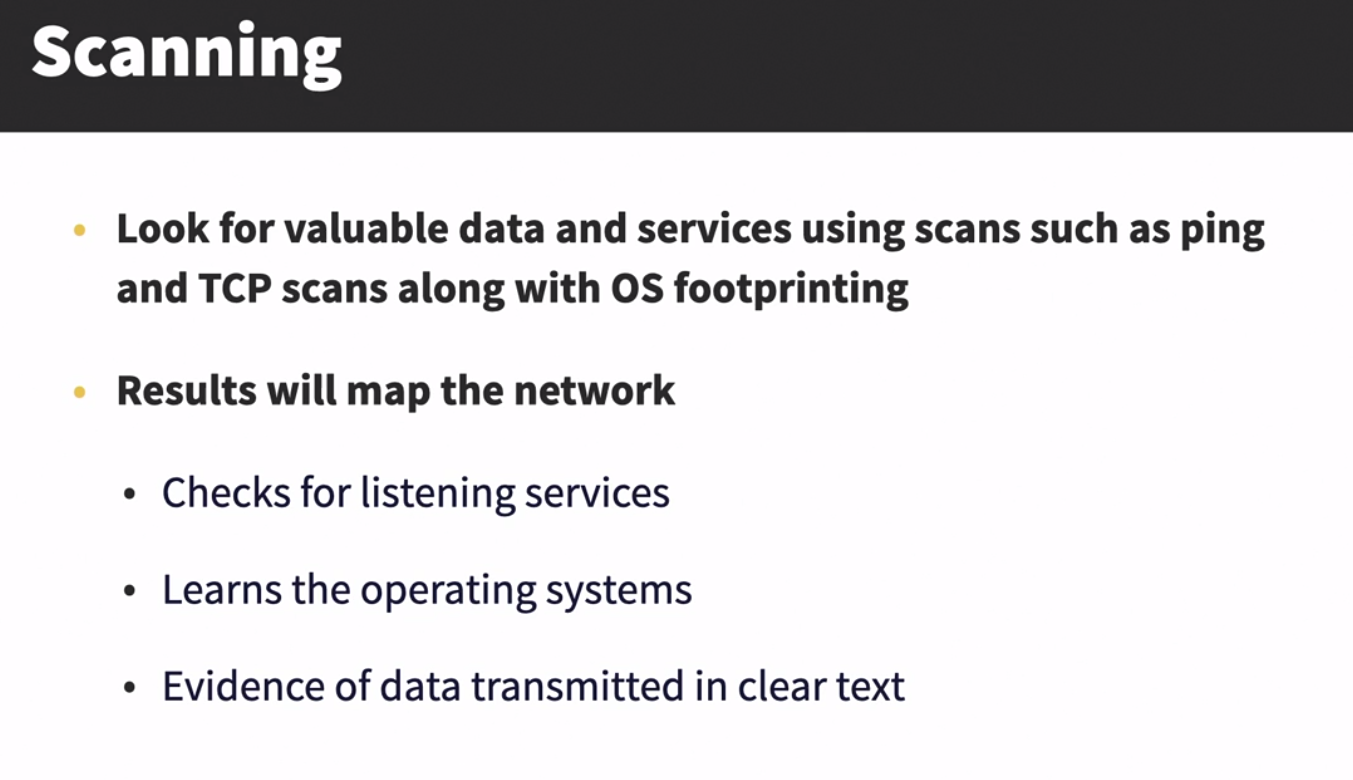 Scanning
• Look for valuable data and services using scans such as ping
and TCP scans along with OS footprinting
• Results will map the network
• Checks for listening services
• Learns the operating systems
• Evidence of data transmitted in clear text